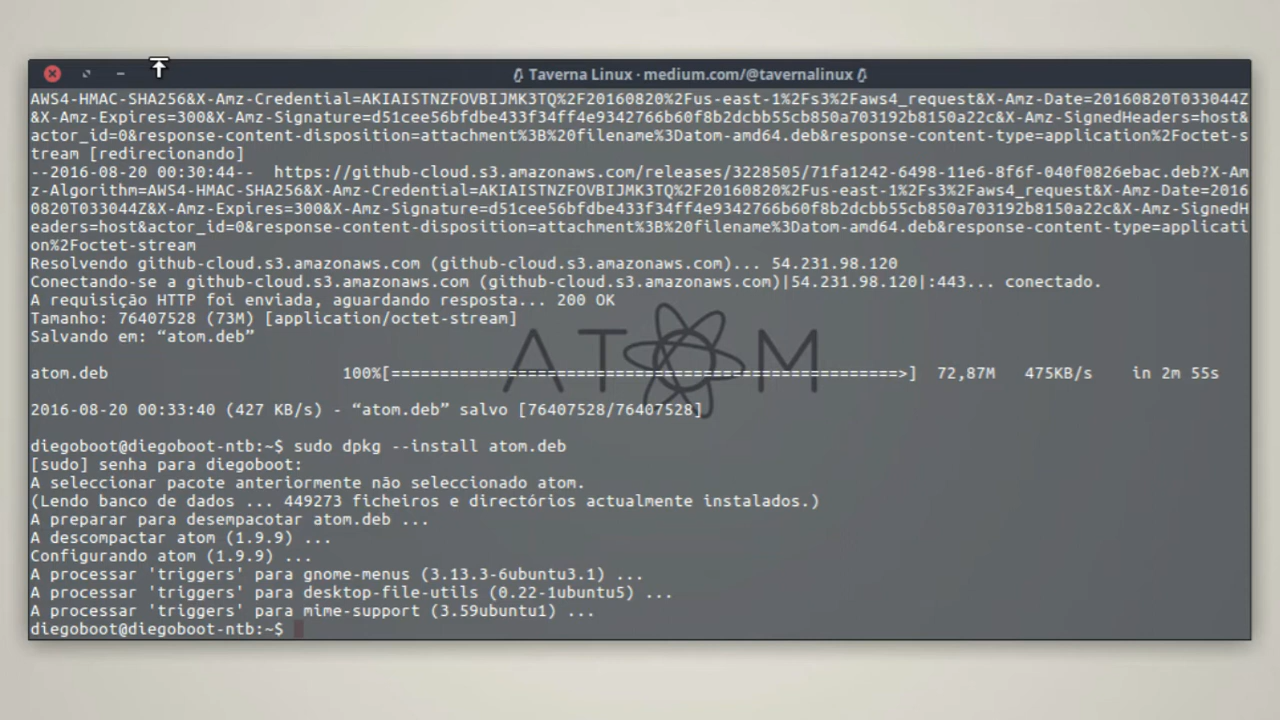 Taverna Linux · medium.com/@tavernalinux
AWS4-HMAC-SHA256&X-Amz-Credential=AKIAISTNZFOVBIJMK3TQ%2F20160820%2Fus-east-1%2Fs3%2Faws4_request&X-Amz-Date=20160820T033044Z
&X-Amz-Expires=300&X-Amz-Signature=d51cee56bfdbe433f34ff4e9342766b60f8b2dcbb55cb850a703192b8150a22c&X-Amz-SignedHeaders=host&
actor_id=0&response-content-disposition=attachment%3B%20filename%3Datom-amd64.deb&response-content-type=application%2Foctet-s
tream [redirecionando]
--2016-08-20 00:30:44--  https://github-cloud.s3.amazonaws.com/releases/3228505/71fa1242-6498-11e6-8f6f-040f0826ebac.deb?X-Am
z-Algorithm=AWS4-HMAC-SHA256&X-Amz-Credential=AKIAISTNZFOVBIJMK3TQ%2F20160820%2Fus-east-1%2Fs3%2Faws4_request&X-Amz-Date=2016
0820T033044Z&X-Amz-Expires=300&X-Amz-Signature=d51cee56bfdbe433f34ff4e9342766b60f8b2dcbb55cb850a703192b8150a22c&X-Amz-SignedH
eaders=host&actor_id=0&response-content-disposition=attachment%3B%20filename%3Datom-amd64.deb&response-content-type=applicati
on%2Foctet-stream
Resolvendo github-cloud.s3.amazonaws.com (github-cloud.s3.amazonaws.com)... 54.231.98.120
Conectando-se a github-cloud.s3.amazonaws.com (github-cloud.s3.amazonaws.com)|54.231.98.120|:443... conectado.
A requisição HTTP foi enviada, aguardando resposta... 200 OK
Tamanho: 76407528 (73M) [application/octet-stream]
Salvando em: “atom.deb”
ATOM
atom.deb 100%[====================================================>] 72,87M 475KB/s in 2m 55s
2016-08-20 00:33:40 (427 KB/s) - “atom.deb” salvo [76407528/76407528]
diegoboot@diegoboot-ntb:~$ sudo dpkg --install atom.deb
[sudo] senha para diegoboot:
A seleccionar pacote anteriormente não seleccionado atom.
(Lendo banco de dados ... 449273 ficheiros e directórios actualmente instalados.)
A preparar para desempacotar atom.deb ...
A descompactar atom (1.9.9) ...
Configurando atom (1.9.9) ...
A processar 'triggers' para gnome-menus (3.13.3-6ubuntu3.1) ...
A processar 'triggers' para desktop-file-utils (0.22-1ubuntu5) ...
A processar 'triggers' para mime-support (3.59ubuntu1) ...
diegoboot@diegoboot-ntb:~$